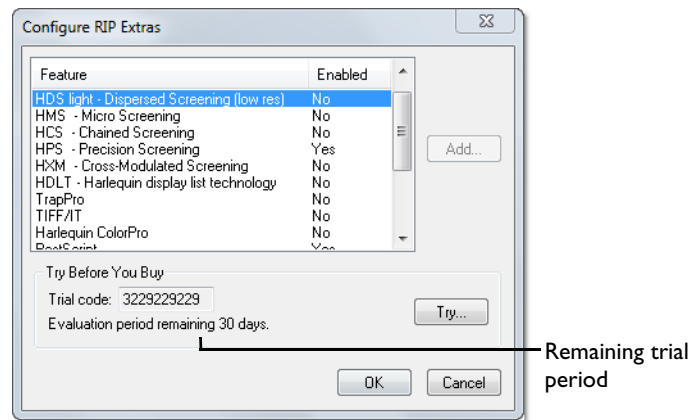 Configure RIP Extras
Feature Enabled
HDS light - Dispersed Screening (low res) No
HMS - Micro Screening No
HCS - Chained Screening No
HPS - Precision Screening Yes
HXM - Cross-Modulated Screening No
HDLT - Harlequin display list technology No
TrapPro No
TIFF/IT No
Harlequin ColorPro No
PostScript Yes
Add...
Try Before You Buy
Trial code: 3229229229
Evaluation period remaining 30 days.
Try...
Remaining trial
period
OK Cancel